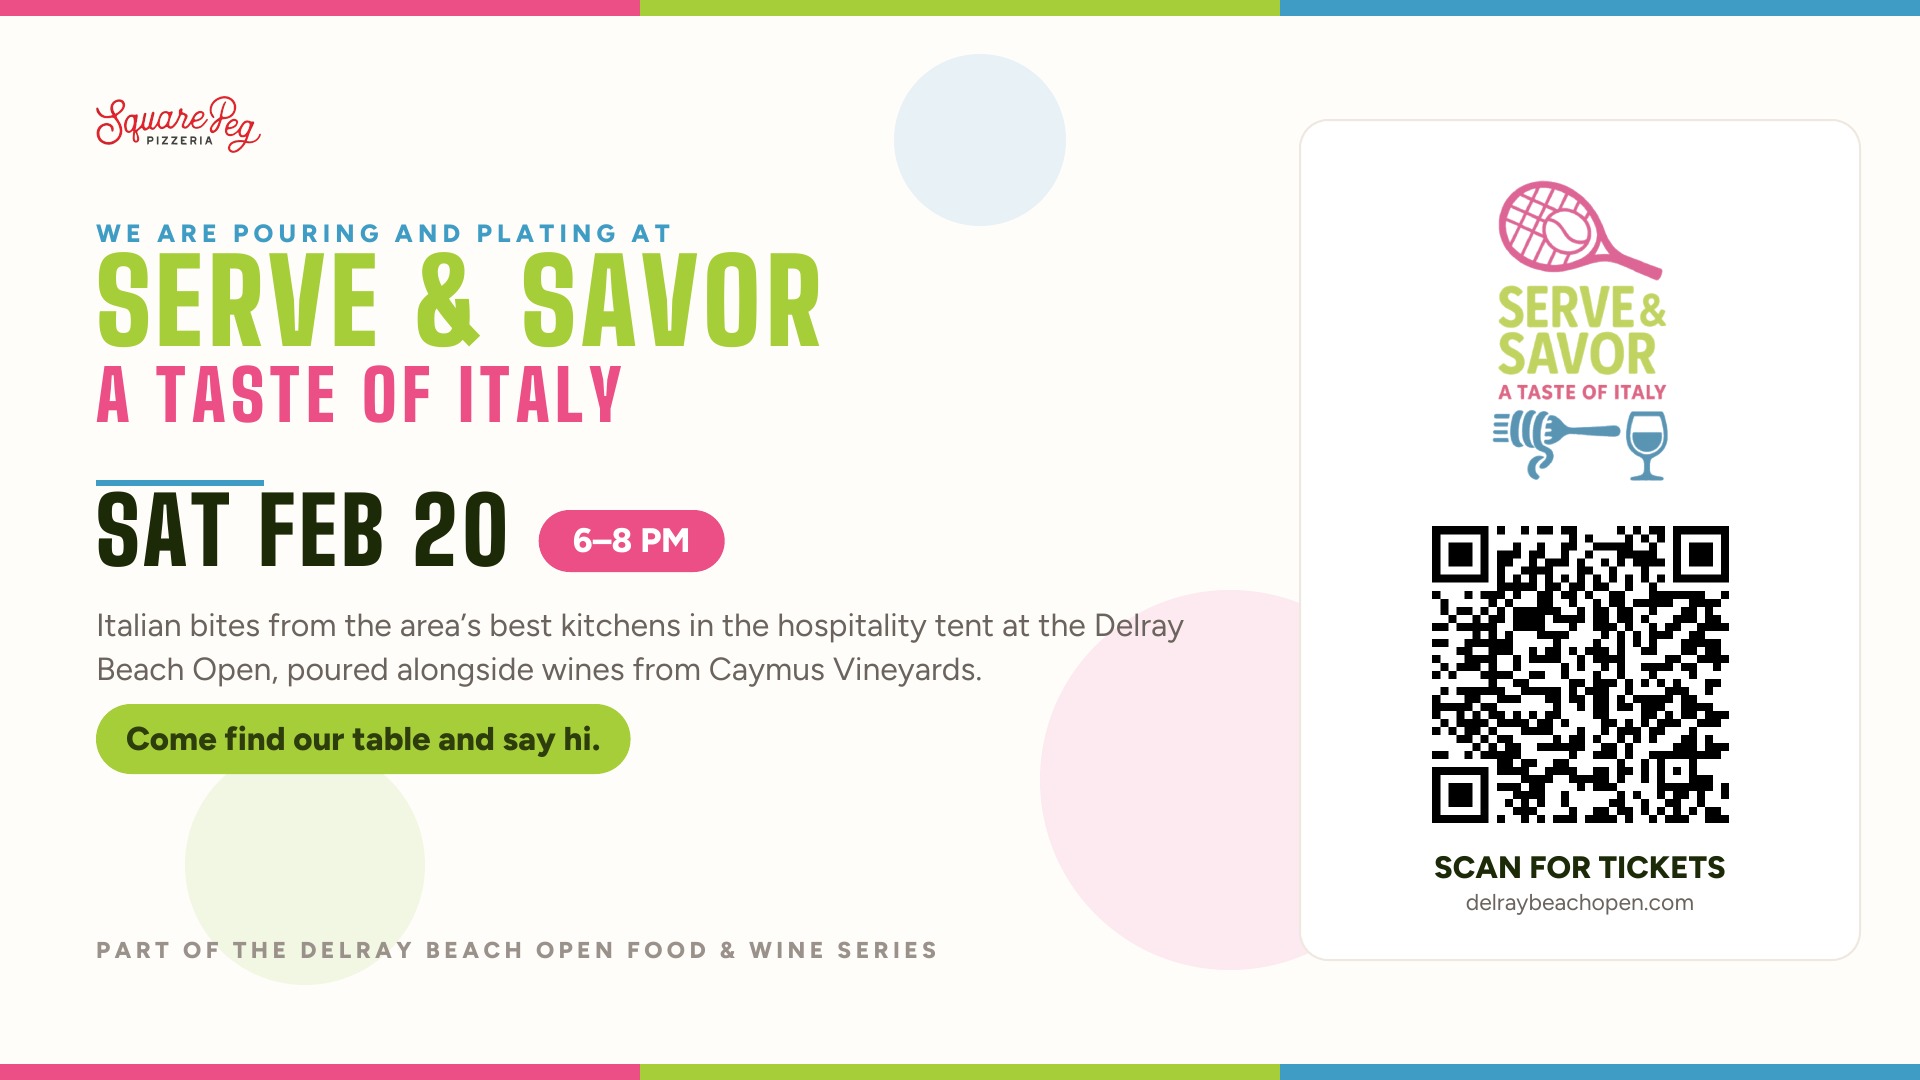 Square Peg
PIZZERIA
WE ARE POURING AND PLATING AT
SERVE & SAVOR
A TASTE OF ITALY
SAT FEB 20
6–8 PM
Italian bites from the area’s best kitchens in the hospitality tent at the Delray
Beach Open, poured alongside wines from Caymus Vineyards.
Come find our table and say hi.
PART OF THE DELRAY BEACH OPEN FOOD & WINE SERIES
SERVE &
SAVOR
A TASTE OF ITALY
SCAN FOR TICKETS
delraybeachopen.com